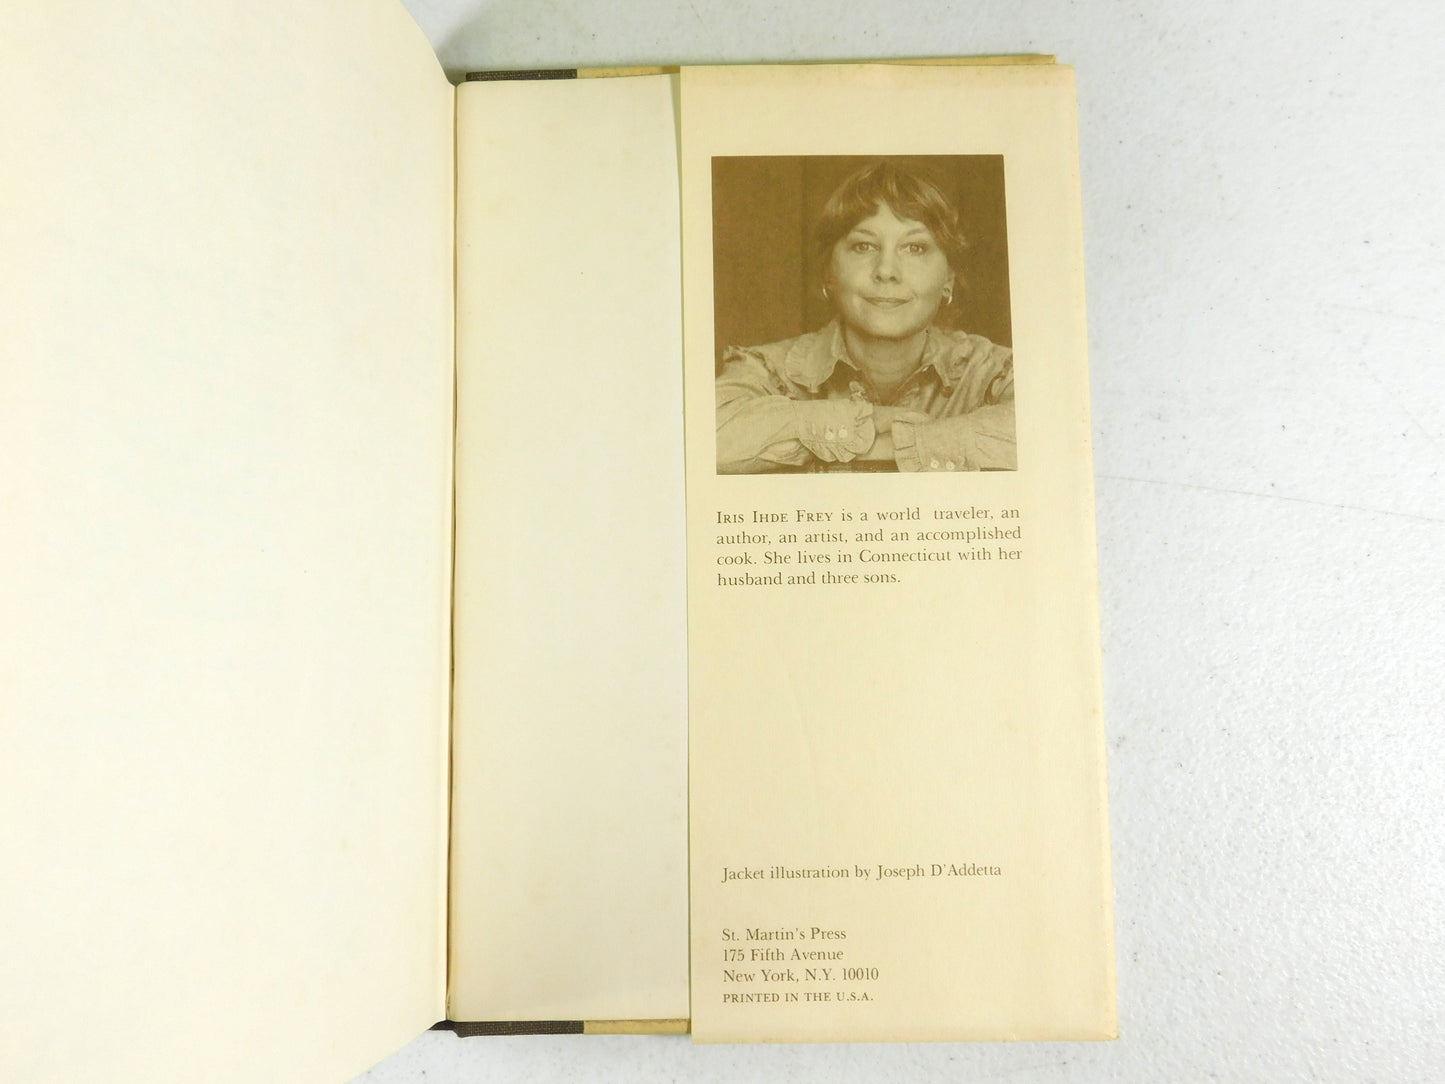 IRIS IHDE FREY is a world traveler, an
author, an artist, and an accomplished
cook. She lives in Connecticut with her
husband and three sons.
Jacket illustration by Joseph D'Addetta
St. Martin's Press
175 Fifth Avenue
New York, N.Y. 10010
PRINTED IN THE U.S.A.